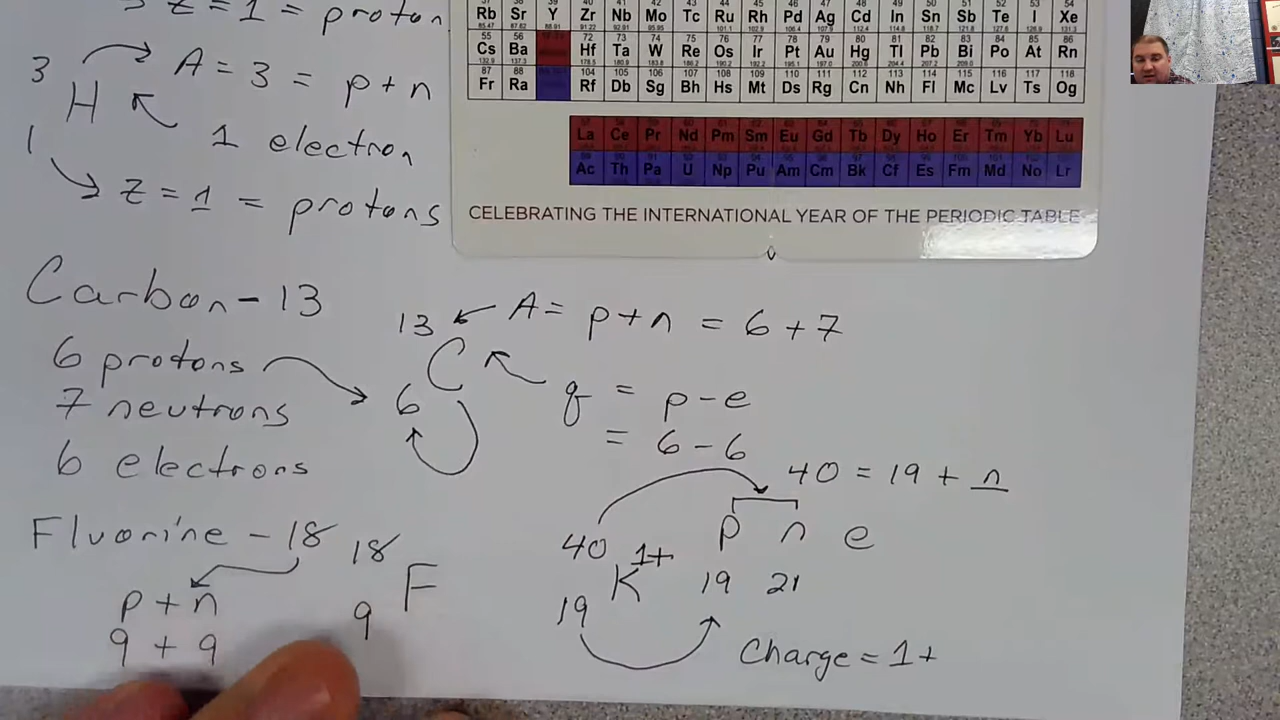 Z = 1 = proton
3
H
1
A = 3 = p + n
1 electron
Z = 1 = protons
39
Rb Sr Y Zr Nb Mo Tc Ru Rh Pd Ag Cd In Sn Sb Te I Xe
55 56 72 73 74 75 76 77 78 79 80 81 82 83 84 85 86
Cs Ba Hf Ta W Re Os Ir Pt Au Hg Tl Pb Bi Po At Rn
87 88 104 105 106 107 108 109 110 111 112 113 114 115 116 117 118
Fr Ra Rf Db Sg Bh Hs Mt Ds Rg Cn Nh Fl Mc Lv Ts Og
La Ce Pr Nd Pm Sm Eu Gd Tb Dy Ho Er Tm Yb Lu
Ac Th Pa U Np Pu Am Cm Bk Cf Es Fm Md No Lr
CELEBRATING THE INTERNATIONAL YEAR OF THE PERIODIC TABLE
Carbon-13
6 protons
7 neutrons
6 electrons
13
C
6
A = p + n = 6 + 7
q = p - e
= 6 - 6
Fluorine - 18
p + n
9 + 9
18
F
9
40 = 19 + n
40
K 1+
19
p n e
19 21
Charge = 1+